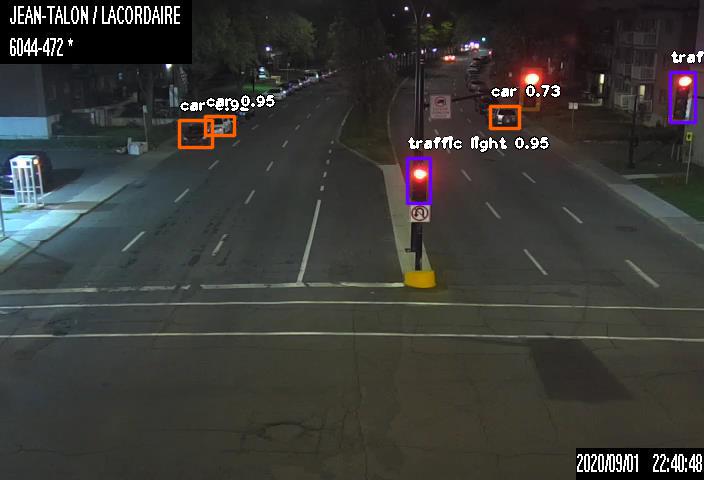 JEAN-TALON / LACORDAIRE
6044-472 *
traf
car 0.95
car 0.73
traffic light 0.95
2020/09/01 22:40:48